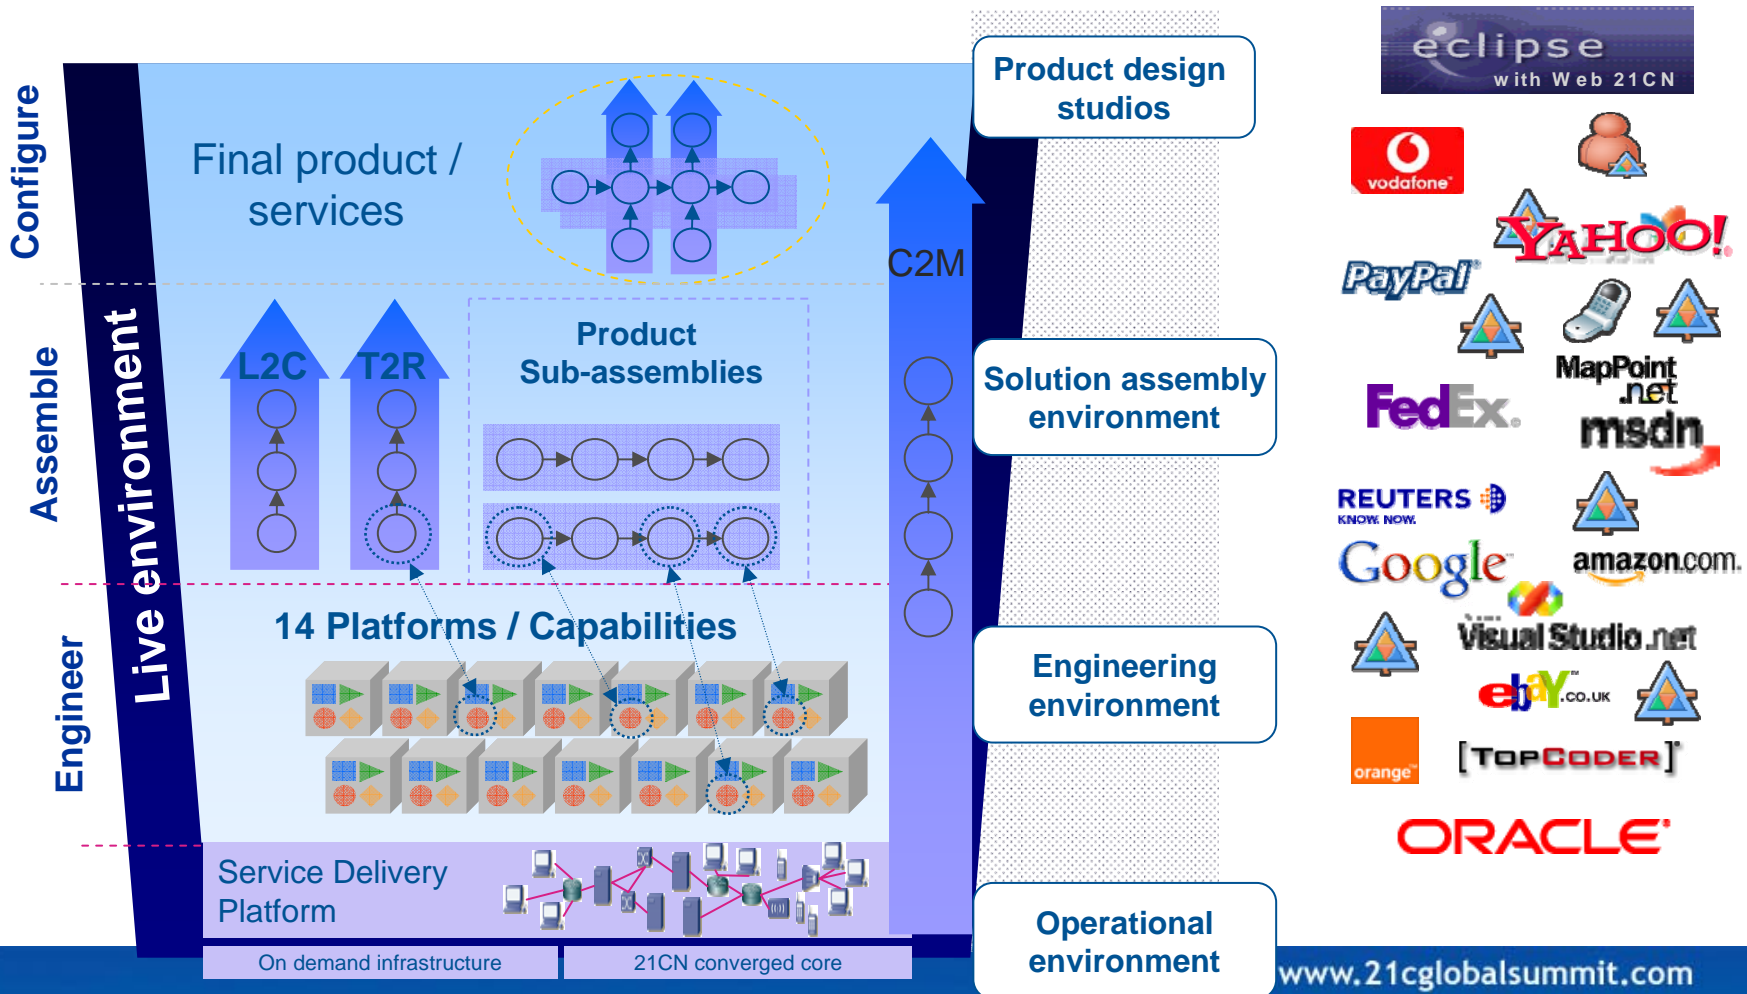 Configure
Assemble
Engineer
Live environment
Final product /
services
C2M
L2C
T2R
Product
Sub-assemblies
14 Platforms / Capabilities
Service Delivery
Platform
On demand infrastructure
21CN converged core
Product design
studios
Solution assembly
environment
Engineering
environment
Operational
environment
eclipse
with Web 21CN
vodafone™
YAHOO!
PayPal
MapPoint
.net
FedEx.
msdn
REUTERS
KNOW. NOW.
Google
amazon.com.
Visual Studio.net
ebaY.co.uk
orange™
[TOPCODER]
ORACLE
www.21cglobalsummit.com